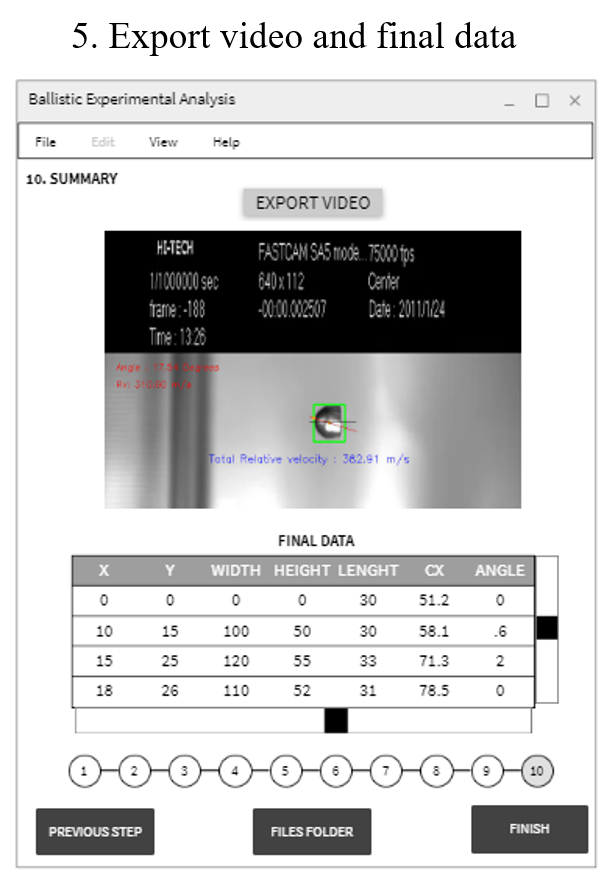 5. Export video and final data
Ballistic Experimental Analysis
File Edit View Help
10. SUMMARY
EXPORT VIDEO
HI-TECH FASTCAM SA5 mode... 75000 fps
1/1000000 sec 640 x 112 Center
frame : -188 -00:00.002507 Date : 2011/1/24
Time : 13:26
Angle
Rx: m/s
Total Relative velocity : 382.91 m/s
FINAL DATA
X Y WIDTH HEIGHT LENGHT CX ANGLE
0 0 0 0 30 51.2 0
10 15 100 50 30 58.1 .6
15 25 120 55 33 71.3 2
18 26 110 52 31 78.5 0
1 2 3 4 5 6 7 8 9 10
PREVIOUS STEP FILES FOLDER FINISH